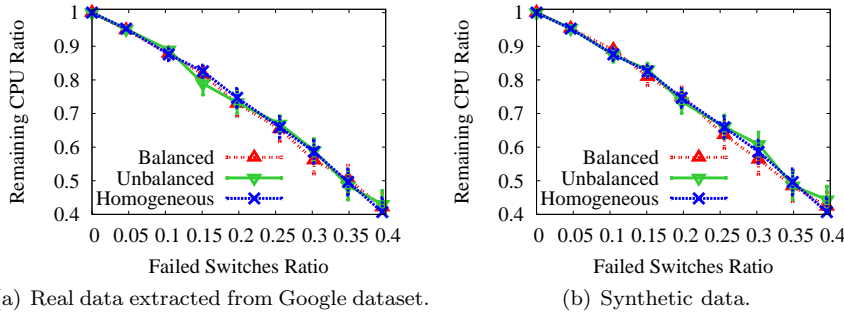 Remaining CPU Ratio
1
0.9
0.8
0.7
0.6
0.5
0.4
Balanced
Unbalanced
Homogeneous
0 0.05 0.1 0.15 0.2 0.25 0.3 0.35 0.4
Failed Switches Ratio
a) Real data extracted from Google dataset.
Remaining CPU Ratio
1
0.9
0.8
0.7
0.6
0.5
0.4
Balanced
Unbalanced
Homogeneous
0 0.05 0.1 0.15 0.2 0.25 0.3 0.35 0.4
Failed Switches Ratio
(b) Synthetic data.